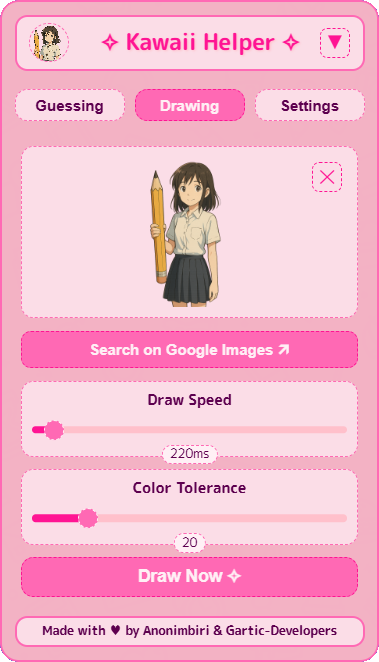 ✧ Kawaii Helper ✧
▼
Guessing
Drawing
Settings
Search on Google Images ↗
Draw Speed
220ms
Color Tolerance
20
Draw Now ✧
Made with ♥ by Anonimbiri & Gartic-Developers